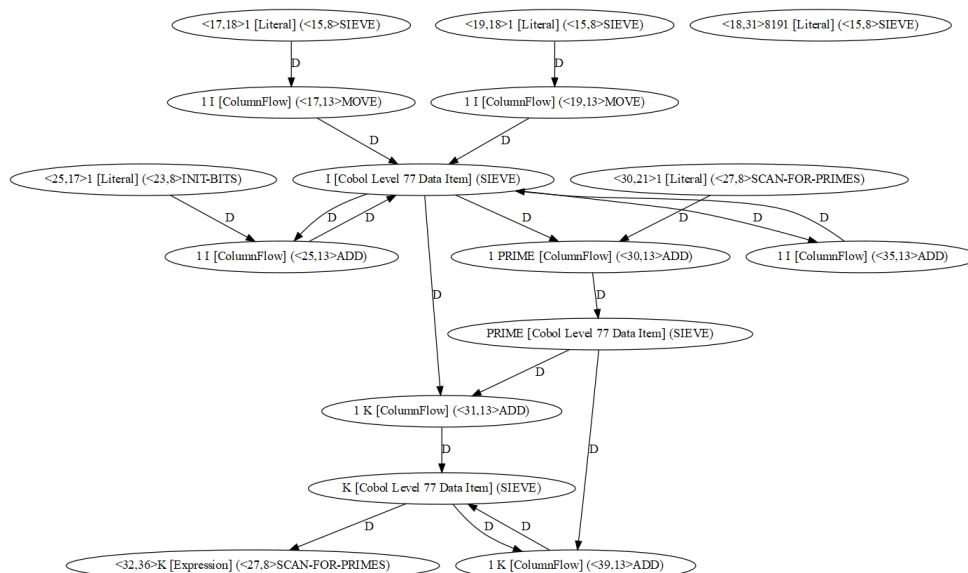 <17,18>1 [Literal] (<15,8>SIEVE)
<19,18>1 [Literal] (<15,8>SIEVE)
<18,31>8191 [Literal] (<15,8>SIEVE)
D
D
1 I [ColumnFlow] (<17,13>MOVE)
1 I [ColumnFlow] (<19,13>MOVE)
D
D
<25,17>1 [Literal] (<23,8>INIT-BITS)
I [Cobol Level 77 Data Item] (SIEVE)
<30,21>1 [Literal] (<27,8>SCAN-FOR-PRIMES)
D
D
D
D
D
D
D
1 I [ColumnFlow] (<25,13>ADD)
1 PRIME [ColumnFlow] (<30,13>ADD)
1 I [ColumnFlow] (<35,13>ADD)
D
D
PRIME [Cobol Level 77 Data Item] (SIEVE)
D
D
1 K [ColumnFlow] (<31,13>ADD)
D
K [Cobol Level 77 Data Item] (SIEVE)
D
D
D
<32,36>K [Expression] (<27,8>SCAN-FOR-PRIMES)
1 K [ColumnFlow] (<39,13>ADD)